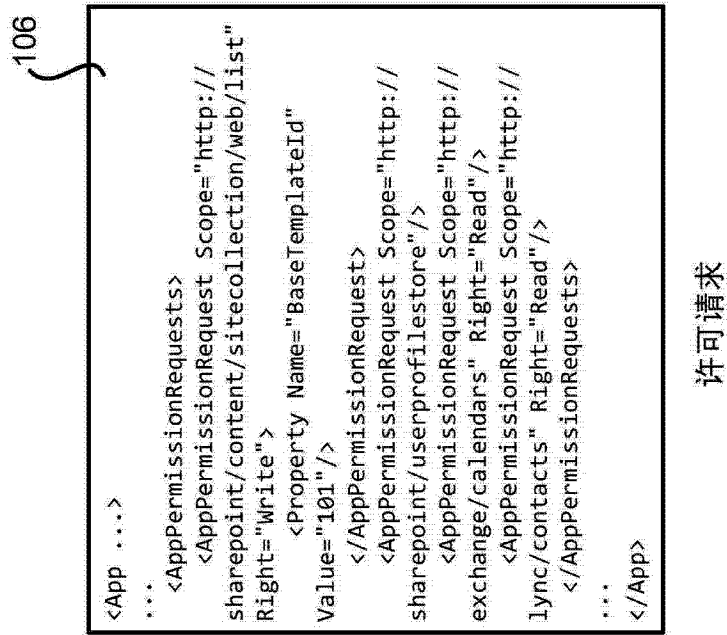 106
<App ...>
...
<AppPermissionRequests>
<AppPermissionRequest Scope="http://
sharepoint/content/sitecollection/web/list"
Right="Write">
<Property Name="BaseTemplateId"
Value="101"/>
</AppPermissionRequest>
<AppPermissionRequest Scope="http://
sharepoint/userprofilestore"/>
<AppPermissionRequest Scope="http://
exchange/calendars" Right="Read"/>
<AppPermissionRequest Scope="http://
lync/contacts" Right="Read"/>
</AppPermissionRequests>
...
</App>
许可请求